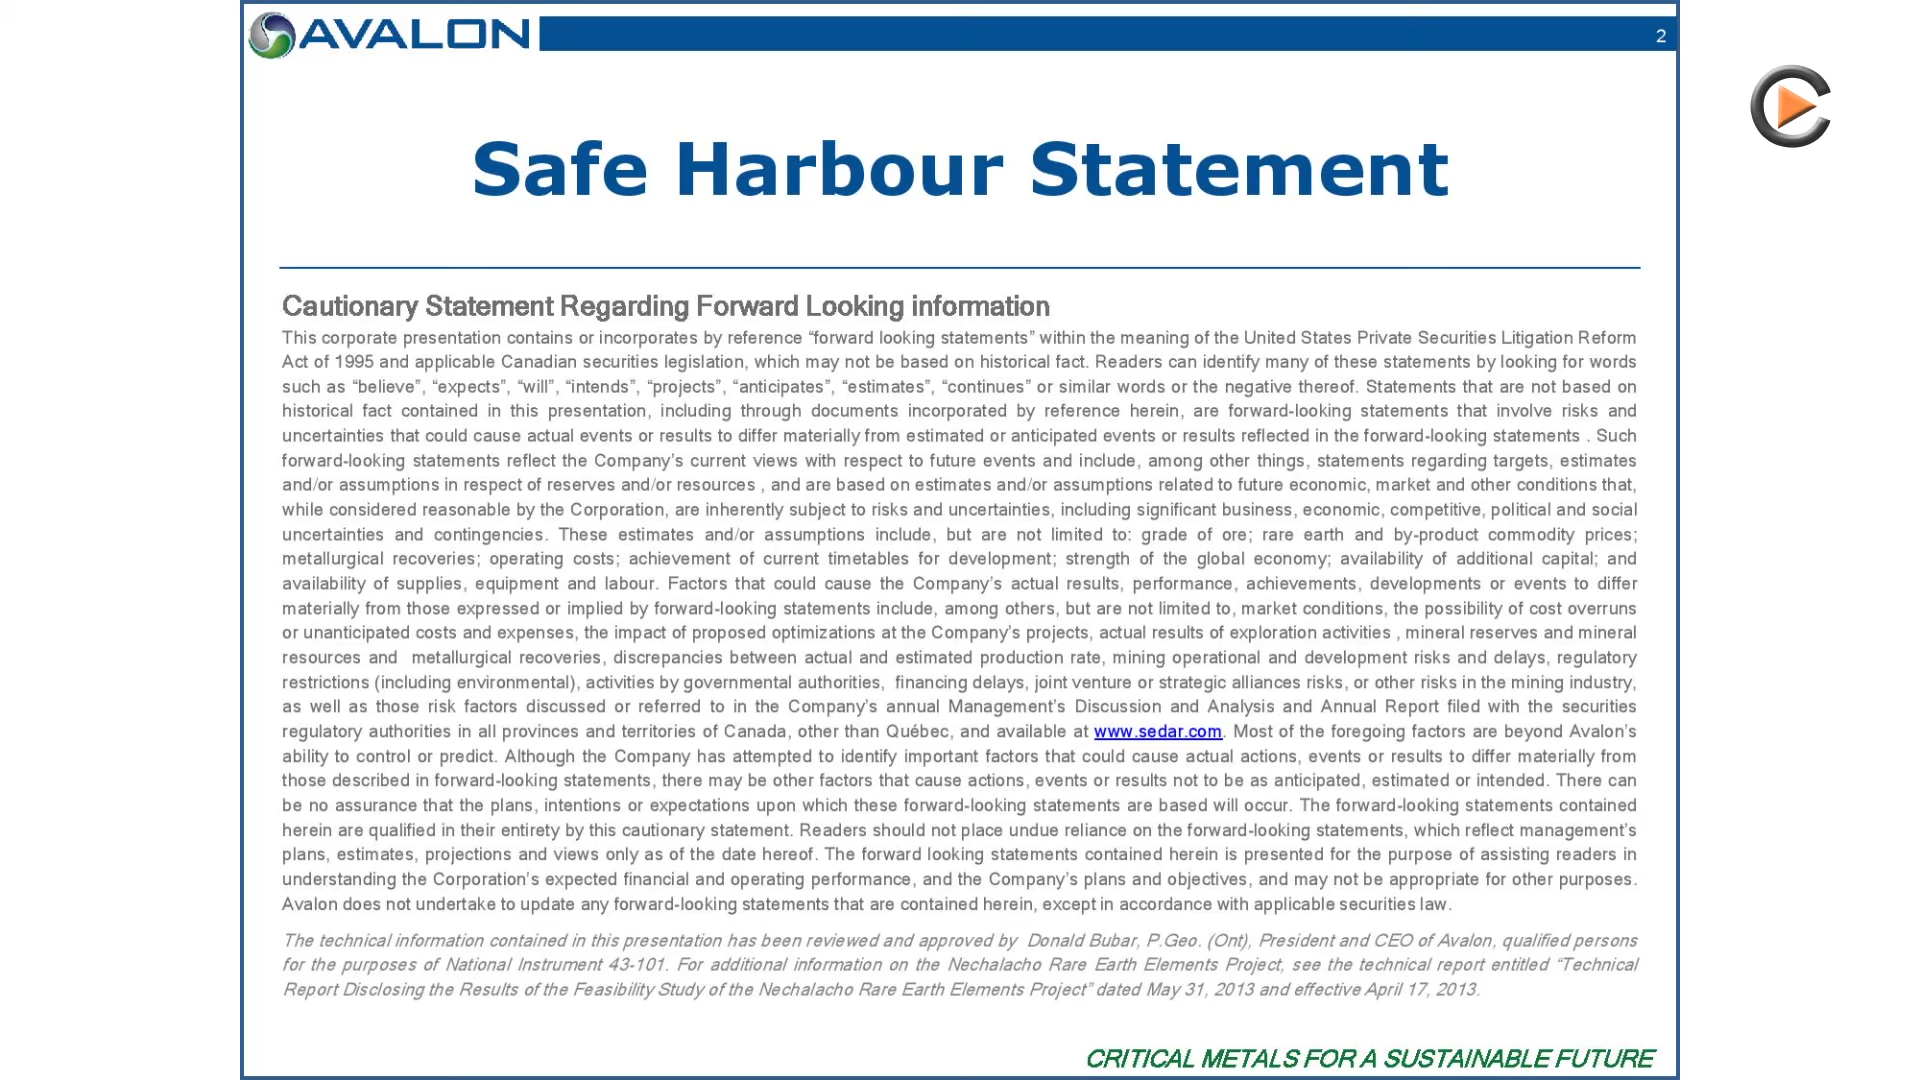 AVALON
2
Safe Harbour Statement
Cautionary Statement Regarding Forward Looking information
This corporate presentation contains or incorporates by reference “forward looking statements” within the meaning of the United States Private Securities Litigation Reform
Act of 1995 and applicable Canadian securities legislation, which may not be based on historical fact. Readers can identify many of these statements by looking for words
such as “believe”, “expects”, “will”, “intends”, “projects”, “anticipates”, “estimates”, “continues” or similar words or the negative thereof. Statements that are not based on
historical fact contained in this presentation, including through documents incorporated by reference herein, are forward-looking statements that involve risks and
uncertainties that could cause actual events or results to differ materially from estimated or anticipated events or results reflected in the forward-looking statements . Such
forward-looking statements reflect the Company’s current views with respect to future events and include, among other things, statements regarding targets, estimates
and/or assumptions in respect of reserves and/or resources , and are based on estimates and/or assumptions related to future economic, market and other conditions that,
while considered reasonable by the Corporation, are inherently subject to risks and uncertainties, including significant business, economic, competitive, political and social
uncertainties and contingencies. These estimates and/or assumptions include, but are not limited to: grade of ore; rare earth and by-product commodity prices;
metallurgical recoveries; operating costs; achievement of current timetables for development; strength of the global economy; availability of additional capital; and
availability of supplies, equipment and labour. Factors that could cause the Company’s actual results, performance, achievements, developments or events to differ
materially from those expressed or implied by forward-looking statements include, among others, but are not limited to, market conditions, the possibility of cost overruns
or unanticipated costs and expenses, the impact of proposed optimizations at the Company’s projects, actual results of exploration activities , mineral reserves and mineral
resources and metallurgical recoveries, discrepancies between actual and estimated production rate, mining operational and development risks and delays, regulatory
restrictions (including environmental), activities by governmental authorities, financing delays, joint venture or strategic alliances risks, or other risks in the mining industry,
as well as those risk factors discussed or referred to in the Company’s annual Management’s Discussion and Analysis and Annual Report filed with the securities
regulatory authorities in all provinces and territories of Canada, other than Québec, and available at www.sedar.com. Most of the foregoing factors are beyond Avalon’s
ability to control or predict. Although the Company has attempted to identify important factors that could cause actual actions, events or results to differ materially from
those described in forward-looking statements, there may be other factors that cause actions, events or results not to be as anticipated, estimated or intended. There can
be no assurance that the plans, intentions or expectations upon which these forward-looking statements are based will occur. The forward-looking statements contained
herein are qualified in their entirety by this cautionary statement. Readers should not place undue reliance on the forward-looking statements, which reflect management’s
plans, estimates, projections and views only as of the date hereof. The forward looking statements contained herein is presented for the purpose of assisting readers in
understanding the Corporation’s expected financial and operating performance, and the Company’s plans and objectives, and may not be appropriate for other purposes.
Avalon does not undertake to update any forward-looking statements that are contained herein, except in accordance with applicable securities law.
The technical information contained in this presentation has been reviewed and approved by Donald Bubar, P.Geo. (Ont), President and CEO of Avalon, qualified persons
for the purposes of National Instrument 43-101. For additional information on the Nechalacho Rare Earth Elements Project, see the technical report entitled “Technical
Report Disclosing the Results of the Feasibility Study of the Nechalacho Rare Earth Elements Project” dated May 31, 2013 and effective April 17, 2013.
CRITICAL METALS FOR A SUSTAINABLE FUTURE